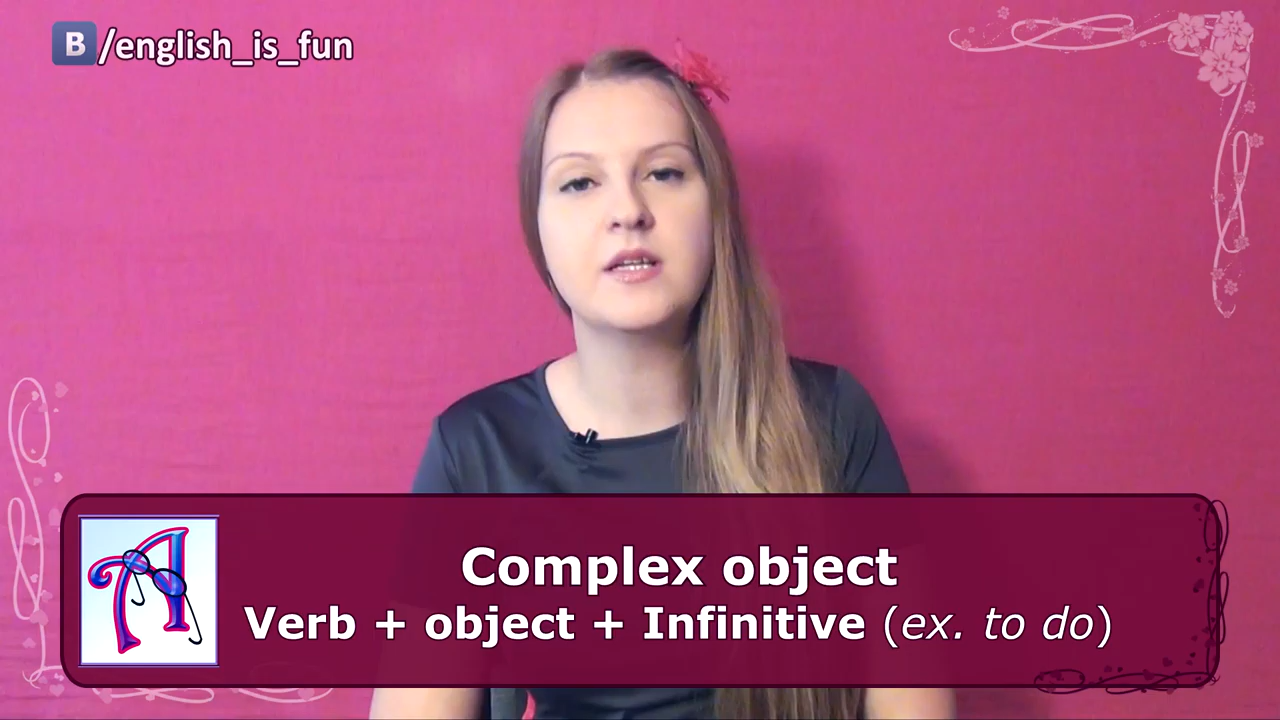 B/english_is_fun
Complex object
Verb + object + Infinitive (ex. to do)